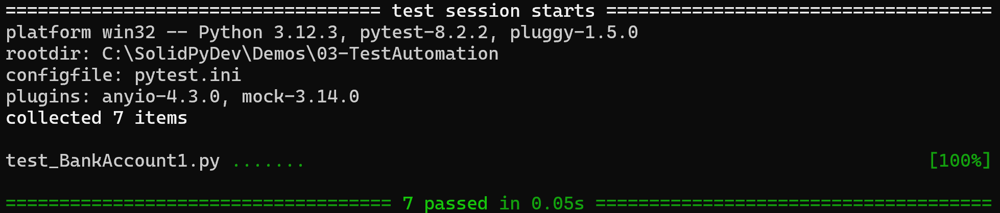 =================================== test session starts ====================================
platform win32 -- Python 3.12.3, pytest-8.2.2, pluggy-1.5.0
rootdir: C:\SolidPyDev\Demos\03-TestAutomation
configfile: pytest.ini
plugins: anyio-4.3.0, mock-3.14.0
collected 7 items
test_BankAccount1.py ....... [100%]
==================================== 7 passed in 0.05s =====================================